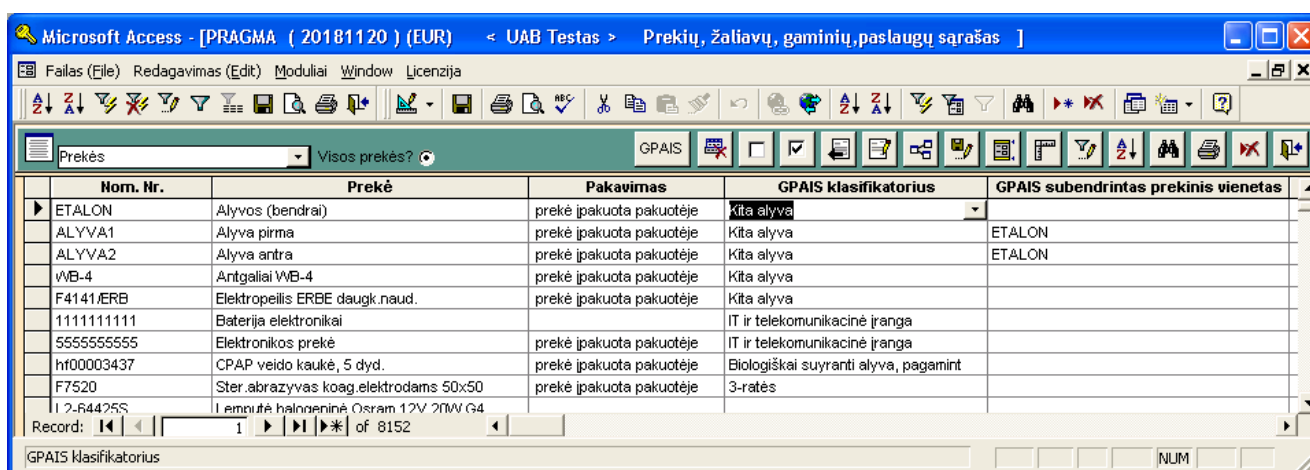 Microsoft Access - [PRAGMA ( 20181120 ) (EUR) < UAB Testas > Prekių, žaliavų, gaminių,paslaugų sąrašas ]
Failas (File) Redagavimas (Edit) Moduliai Window Licenzija
Prekės Visos prekės? GPAIS
Nom. Nr. Prekė Pakavimas GPAIS klasifikatorius GPAIS subendrintas prekinis vienetas
ETALON Alyvos (bendrai) prekė įpakuota pakuotėje Kita alyva
ALYVA1 Alyva pirma prekė įpakuota pakuotėje Kita alyva ETALON
ALYVA2 Alyva antra prekė įpakuota pakuotėje Kita alyva ETALON
WB-4 Antgaliai WB-4 prekė įpakuota pakuotėje Kita alyva
F4141/ERB Elektropeilis ERBE daugk.naud. prekė įpakuota pakuotėje Kita alyva
1111111111 Baterija elektronikai IT ir telekomunikacinė įranga
5555555555 Elektronikos prekė prekė įpakuota pakuotėje IT ir telekomunikacinė įranga
hf00003437 CPAP veido kaukė, 5 dyd. prekė įpakuota pakuotėje Biologiškai suyranti alyva, pagamint
F7520 Ster.abrazyvas koag.elektrodams 50x50 prekė įpakuota pakuotėje 3-ratės
L2-64425S Lemputė halogeninė Osram 12V 20W G4
Record: 1 of 8152
GPAIS klasifikatorius NUM